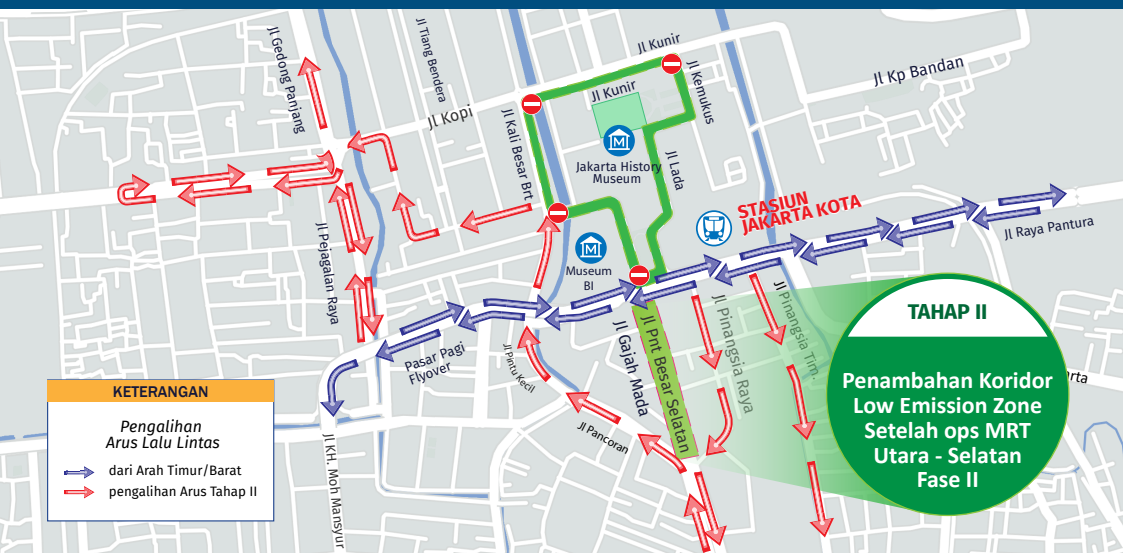 Jl Gedong Panjang
Jl Tiang Bendera
Jl Kopi
Jl Kunir
Jl Kunir
Jl Kemukus
Jl Kp Bandan
Jl Kali Besar Brt
Jakarta History
Museum
Jl Lada
STASIUN
JAKARTA KOTA
Jl Raya Pantura
Museum
BI
Jl Pejagalan Raya
Pasar Pagi
Flyover
Jl Pintu Kecil
Jl Gajah Mada
Jl Pnt Besar Selatan
Jl Pinangsia Raya
Jl Pinangsia Tim.
Jl Pancoran
Jl KH. Moh Mansyur
arta
TAHAP II
Penambahan Koridor
Low Emission Zone
Setelah ops MRT
Utara - Selatan
Fase II
KETERANGAN
Pengalihan
Arus Lalu Lintas
dari Arah Timur/Barat
pengalihan Arus Tahap II